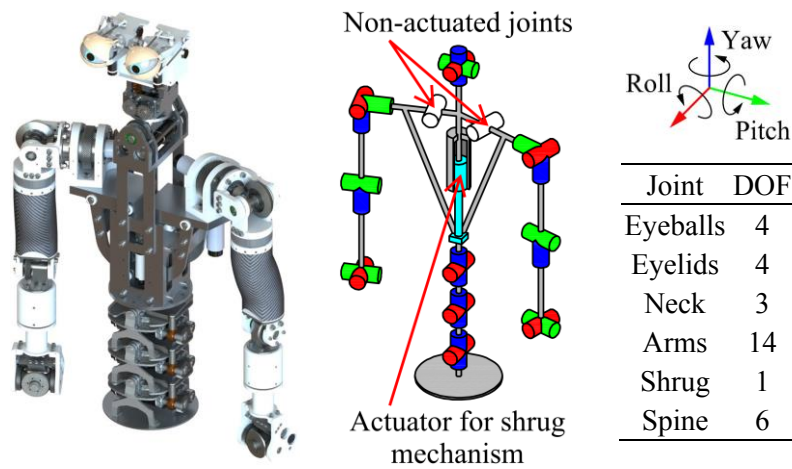 Non-actuated joints
Actuator for shrug
mechanism
Yaw
Roll
Pitch
Joint DOF
Eyeballs 4
Eyelids 4
Neck 3
Arms 14
Shrug 1
Spine 6